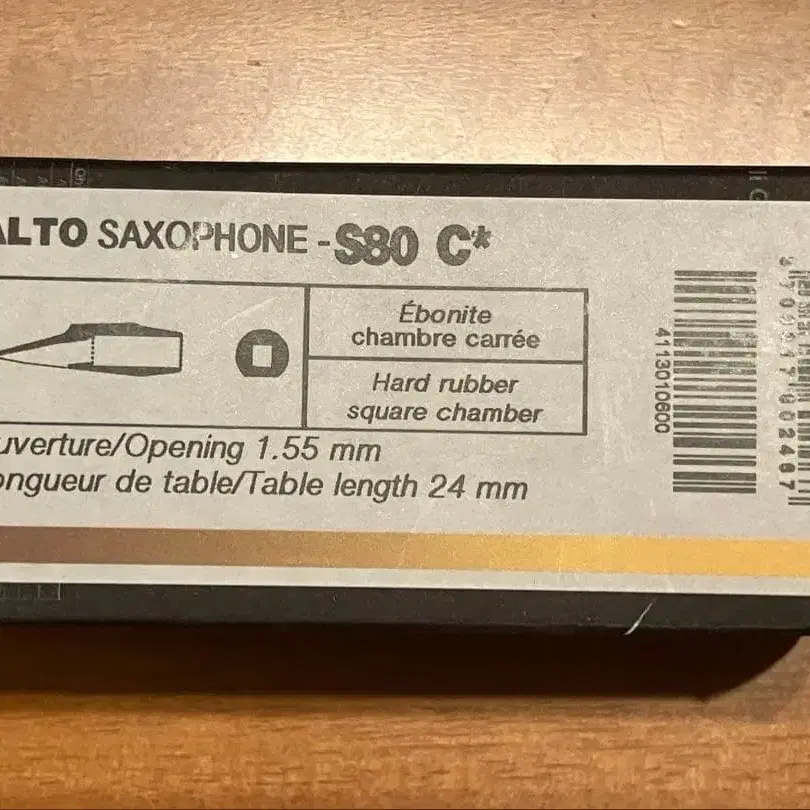 ALTO SAXOPHONE - S80 C*
Ébonite
chambre carrée
Hard rubber
square chamber
uverture/Opening 1.55 mm
ongueur de table/Table length 24 mm
4113010600